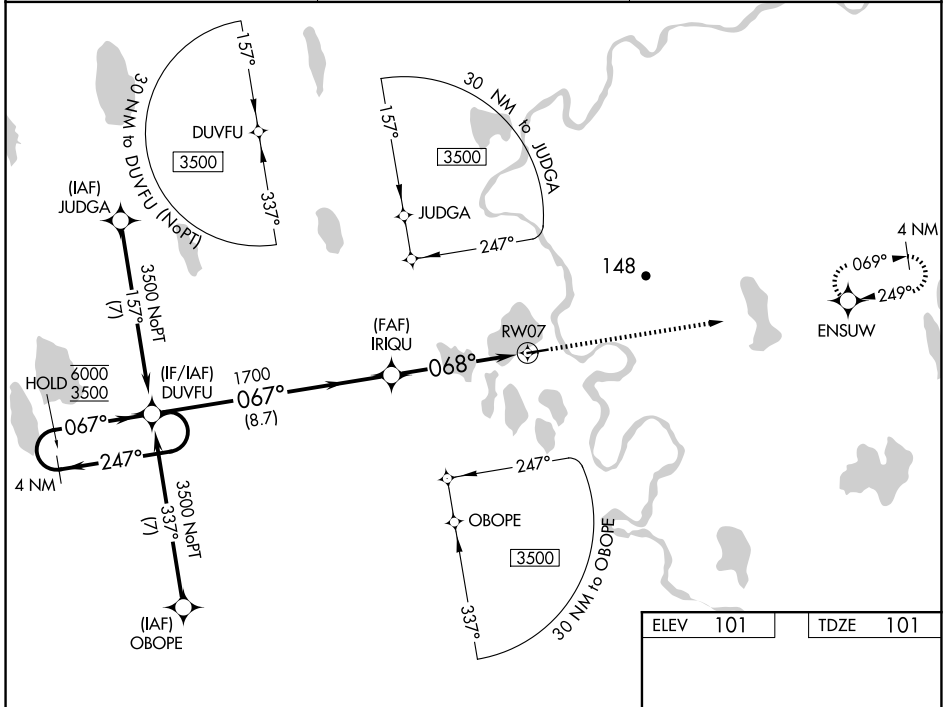 157°
30 NM to DUVFU (NoPT)
DUVFU
3500
337°
30 NM to JUDGA
157°
3500
JUDGA
247°
(IAF)
JUDGA
3500 NoPT
157°
(7)
148
4 NM
069°
249°
ENSUW
RW07
(FAF)
IRIQU
068°
HOLD
6000
3500
(IF/IAF)
DUVFU
1700
067°
(8.7)
067°
247°
4 NM
3500 NoPT
337°
(7)
(IAF)
OBOPE
247°
OBOPE
3500
337°
30 NM to OBOPE
ELEV 101
TDZE 101